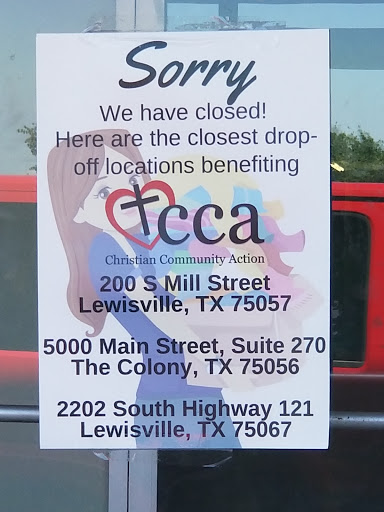 Sorry
We have closed!
Here are the closest drop-
off locations benefiting
cca
Christian Community Action
200 S Mill Street
Lewisville, TX 75057
5000 Main Street, Suite 270
The Colony, TX 75056
2202 South Highway 121
Lewisville, TX 75067